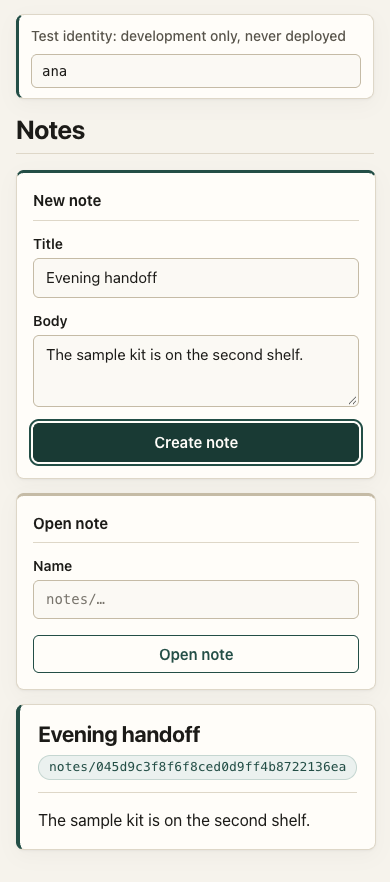 Test identity: development only, never deployed
ana
Notes
New note
Title
Evening handoff
Body
The sample kit is on the second shelf.
Create note
Open note
Name
notes/…
Open note
Evening handoff
notes/045d9c3f8f6f8ced0d9ff4b8722136ea
The sample kit is on the second shelf.